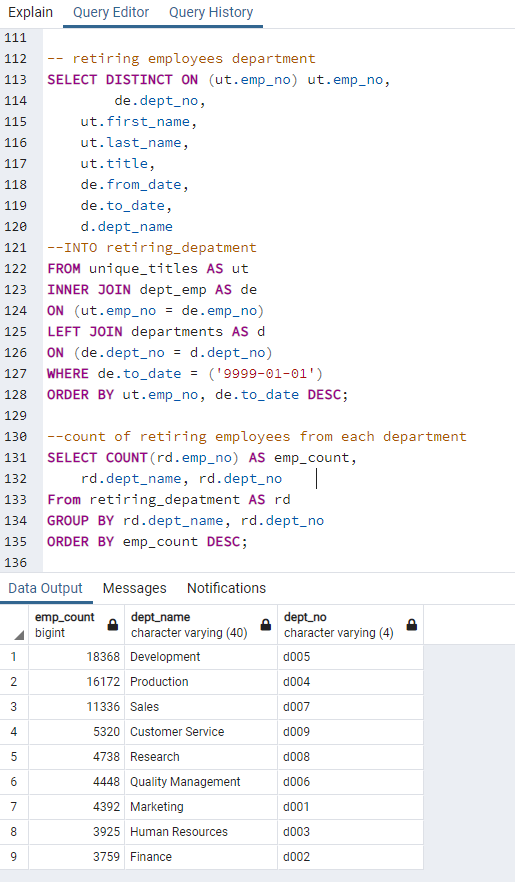 Explain Query Editor Query History
111
112 -- retiring employees department
113 SELECT DISTINCT ON (ut.emp_no) ut.emp_no,
114 de.dept_no,
115 ut.first_name,
116 ut.last_name,
117 ut.title,
118 de.from_date,
119 de.to_date,
120 d.dept_name
121 --INTO retiring_depatment
122 FROM unique_titles AS ut
123 INNER JOIN dept_emp AS de
124 ON (ut.emp_no = de.emp_no)
125 LEFT JOIN departments AS d
126 ON (de.dept_no = d.dept_no)
127 WHERE de.to_date = ('9999-01-01')
128 ORDER BY ut.emp_no, de.to_date DESC;
129
130 --count of retiring employees from each department
131 SELECT COUNT(rd.emp_no) AS emp_count,
132 rd.dept_name, rd.dept_no
133 From retiring_depatment AS rd
134 GROUP BY rd.dept_name, rd.dept_no
135 ORDER BY emp_count DESC;
136
Data Output Messages Notifications
emp_count dept_name dept_no
bigint character varying (40) character varying (4)
1 18368 Development d005
2 16172 Production d004
3 11336 Sales d007
4 5320 Customer Service d009
5 4738 Research d008
6 4448 Quality Management d006
7 4392 Marketing d001
8 3925 Human Resources d003
9 3759 Finance d002